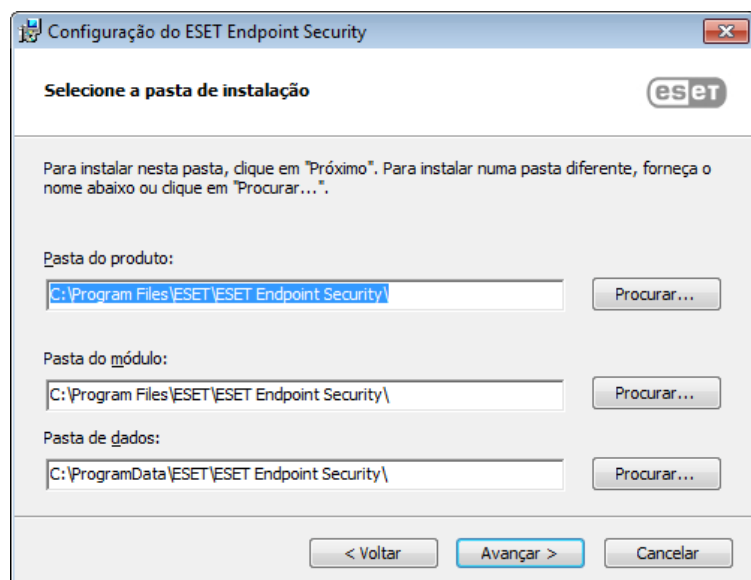 Configuração do ESET Endpoint Security
Selecione a pasta de instalação
eset
Para instalar nesta pasta, clique em "Próximo". Para instalar numa pasta diferente, forneça o
nome abaixo ou clique em "Procurar...".
Pasta do produto:
C:\Program Files\ESET\ESET Endpoint Security\
Procurar...
Pasta do módulo:
C:\Program Files\ESET\ESET Endpoint Security\
Procurar...
Pasta de dados:
C:\ProgramData\ESET\ESET Endpoint Security\
Procurar...
< Voltar
Avançar >
Cancelar